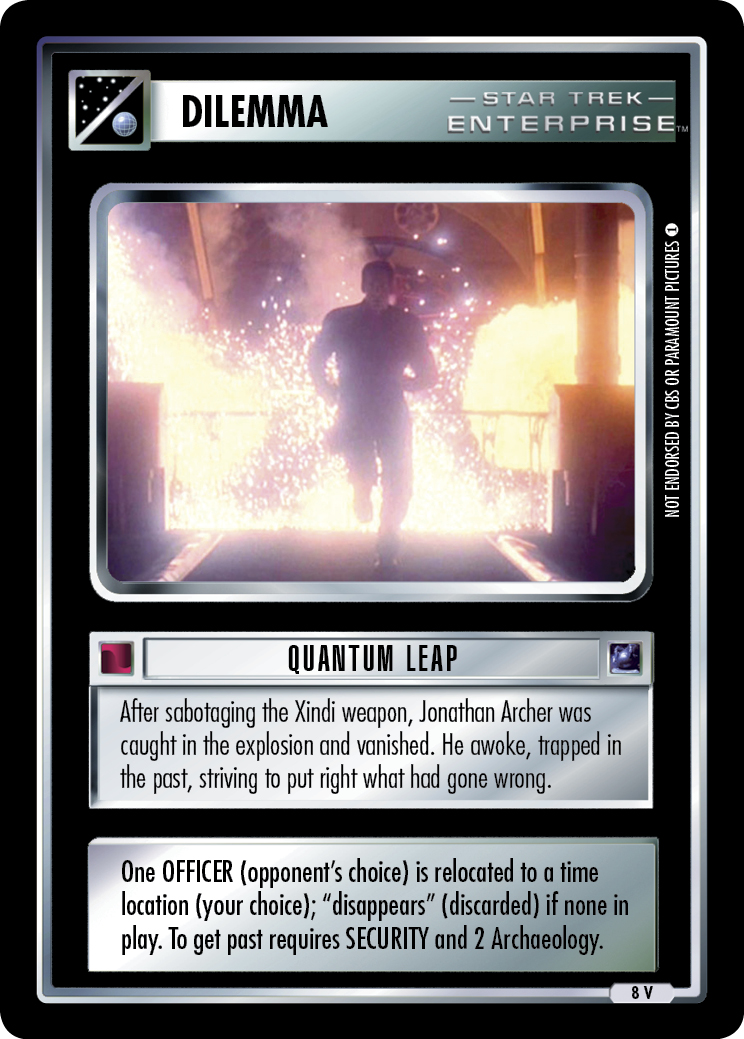 DILEMMA
— STAR TREK —
ENTERPRISE™
NOT ENDORSED BY CBS OR PARAMOUNT PICTURES 1
QUANTUM LEAP
After sabotaging the Xindi weapon, Jonathan Archer was
caught in the explosion and vanished. He awoke, trapped in
the past, striving to put right what had gone wrong.
One OFFICER (opponent’s choice) is relocated to a time
location (your choice); “disappears” (discarded) if none in
play. To get past requires SECURITY and 2 Archaeology.
8 V